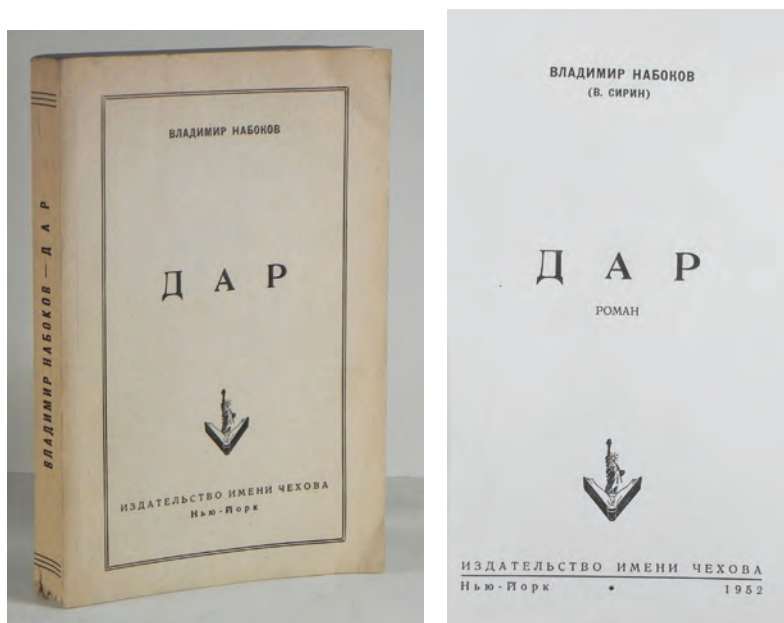 ВЛАДИМИР НАБОКОВ — ДАР
ВЛАДИМИР НАБОКОВ
ДАР
ИЗДАТЕЛЬСТВО ИМЕНИ ЧЕХОВА
Нью-Йорк
ВЛАДИМИР НАБОКОВ
(В. СИРИН)
ДАР
РОМАН
ИЗДАТЕЛЬСТВО ИМЕНИ ЧЕХОВА
Нью-Йорк • 1952